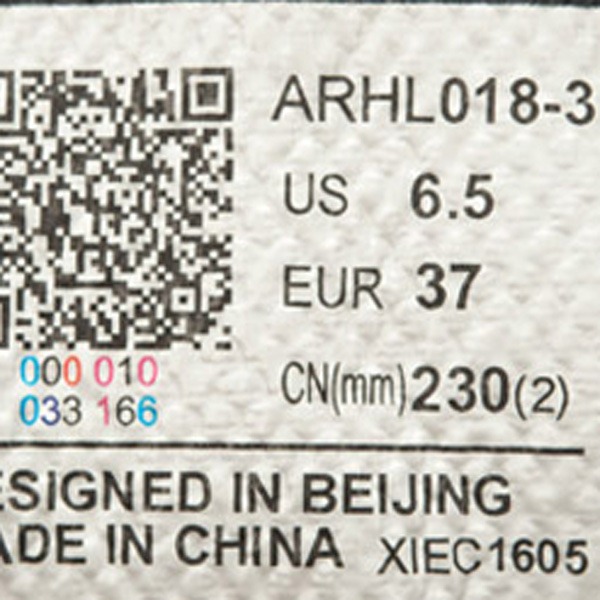 ARHL018-3
US 6.5
EUR 37
000 010
033 166
CN(mm)230(2)
ESIGNED IN BEIJING
ADE IN CHINA XIEC1605